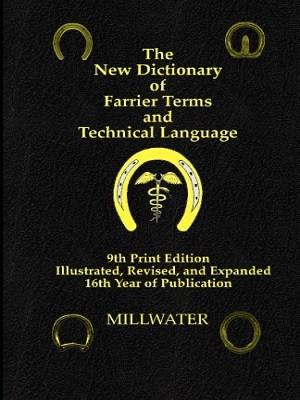 The
New Dictionary
of
Farrier Terms
and
Technical Language
9th Print Edition
Illustrated, Revised, and Expanded
16th Year of Publication
MILLWATER